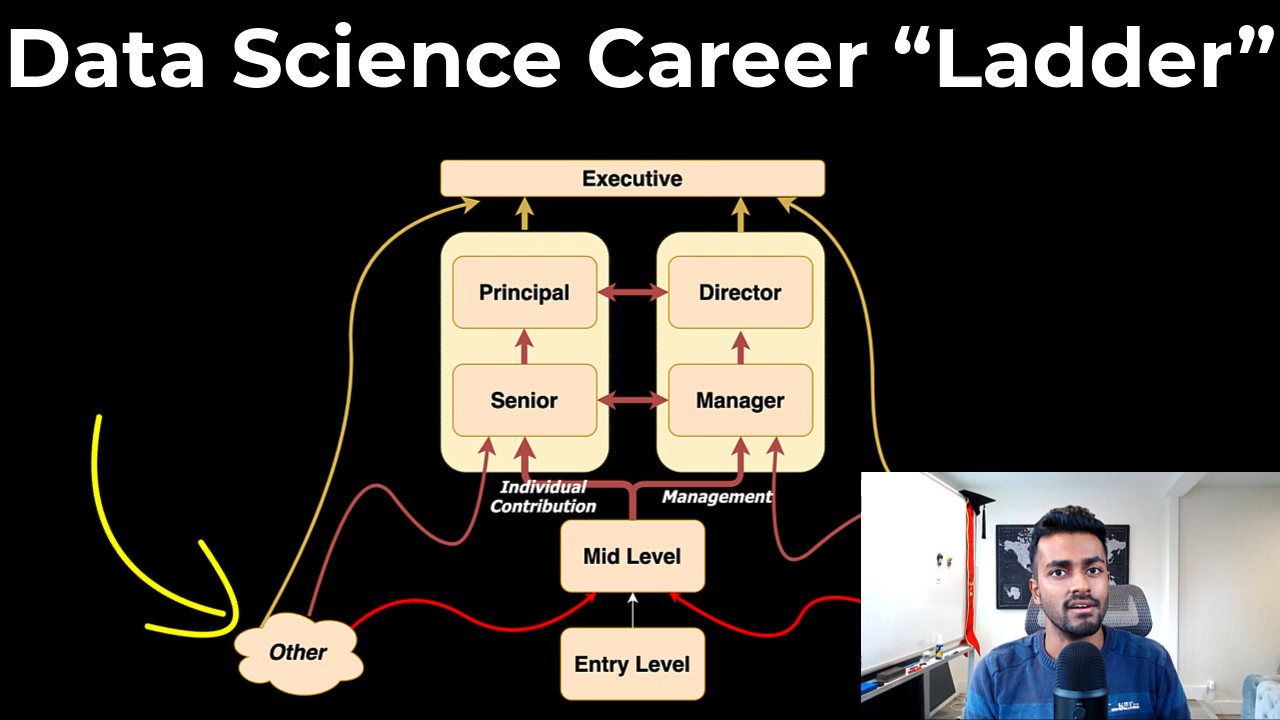 Data Science Career “Ladder”
Executive
Principal
Director
Senior
Manager
Individual
Contribution
Management
Mid Level
Other
Entry Level